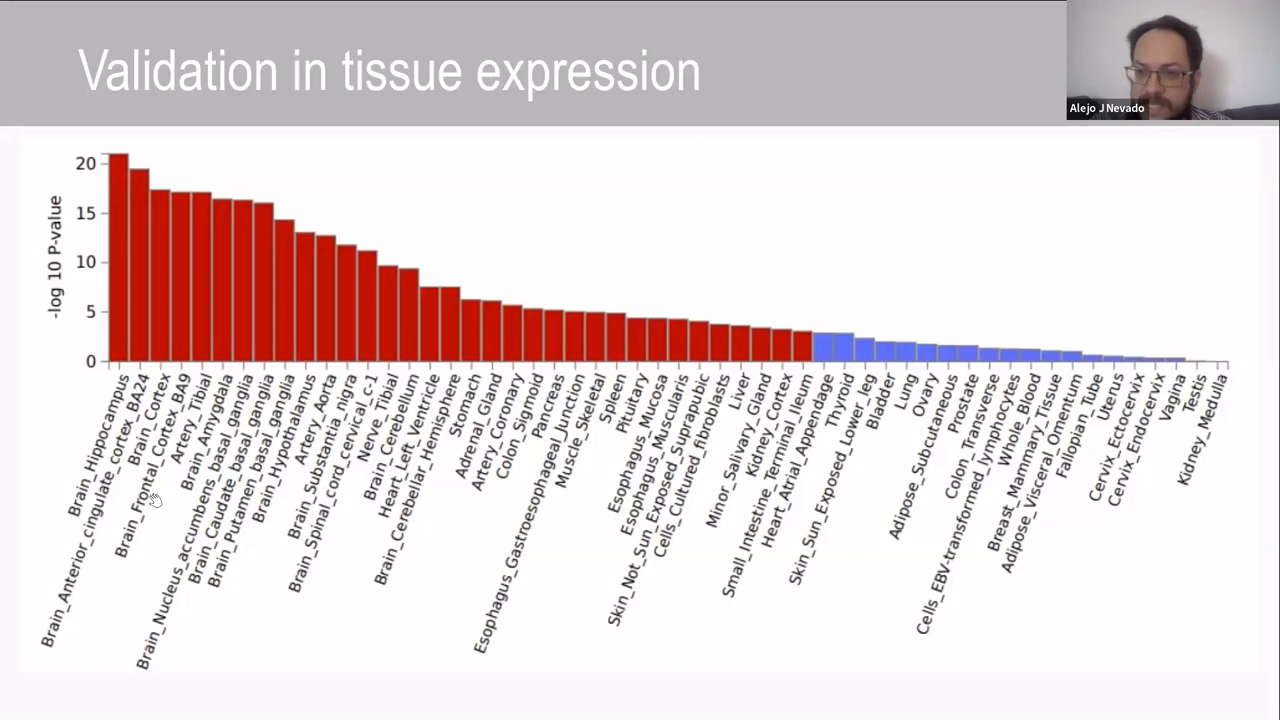 Validation in tissue expression
Alejo J Nevado
-log 10 P-value
20
15
10
5
0
Brain_Hippocampus
Brain_Anterior_cingulate_cortex_BA24
Brain_Cortex
Brain_Frontal_Cortex_BA9
Artery_Tibial
Brain_Amygdala
Brain_Nucleus_accumbens_basal_ganglia
Brain_Caudate_basal_ganglia
Brain_Putamen_basal_ganglia
Brain_Hypothalamus
Artery_Aorta
Brain_Substantia_nigra
Brain_Spinal_cord_cervical_c-1
Nerve_Tibial
Brain_Cerebellum
Heart_Left_Ventricle
Brain_Cerebellar_Hemisphere
Stomach
Adrenal_Gland
Artery_Coronary
Colon_Sigmoid
Pancreas
Esophagus_Gastroesophageal_Junction
Muscle_Skeletal
Spleen
Pituitary
Esophagus_Mucosa
Esophagus_Muscularis
Skin_Not_Sun_Exposed_Suprapubic
Cells_Cultured_fibroblasts
Liver
Minor_Salivary_Gland
Kidney_Cortex
Small_Intestine_Terminal_Ileum
Heart_Atrial_Appendage
Thyroid
Skin_Sun_Exposed_Lower_leg
Bladder
Lung
Ovary
Adipose_Subcutaneous
Prostate
Colon_Transverse
Cells_EBV-transformed_lymphocytes
Whole_Blood
Breast_Mammary_Tissue
Adipose_Visceral_Omentum
Fallopian_Tube
Uterus
Cervix_Ectocervix
Cervix_Endocervix
Vagina
Testis
Kidney_Medulla